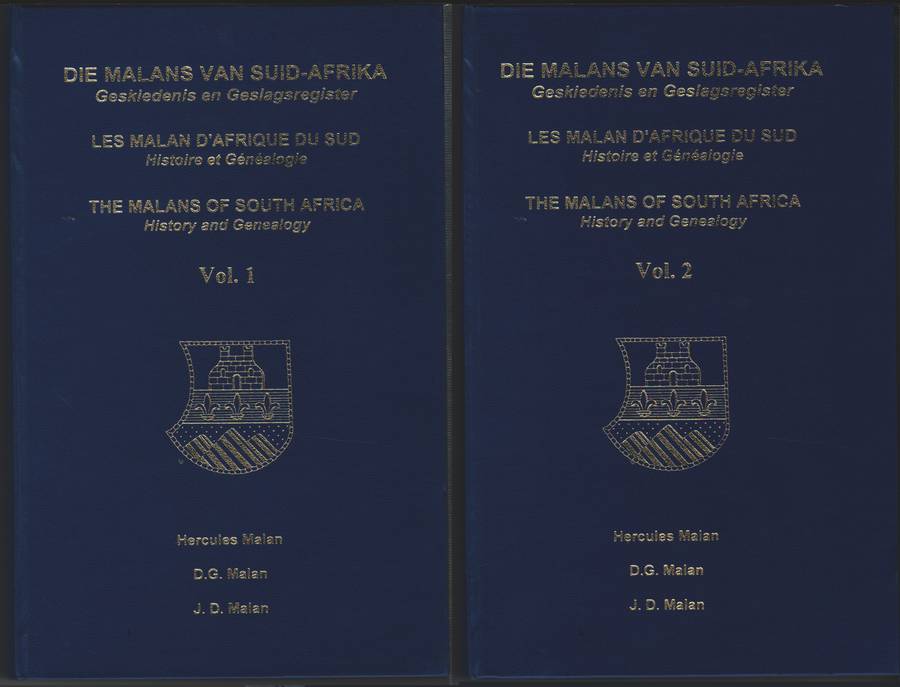 DIE MALANS VAN SUID-AFRIKA
Geskiedenis en Geslagsregister
LES MALAN D'AFRIQUE DU SUD
Histoire et Généalogie
THE MALANS OF SOUTH AFRICA
History and Genealogy
Vol. 1
Hercules Malan
D.G. Malan
J. D. Malan
DIE MALANS VAN SUID-AFRIKA
Geskiedenis en Geslagsregister
LES MALAN D'AFRIQUE DU SUD
Histoire et Généalogie
THE MALANS OF SOUTH AFRICA
History and Genealogy
Vol. 2
Hercules Malan
D.G. Malan
J. D. Malan